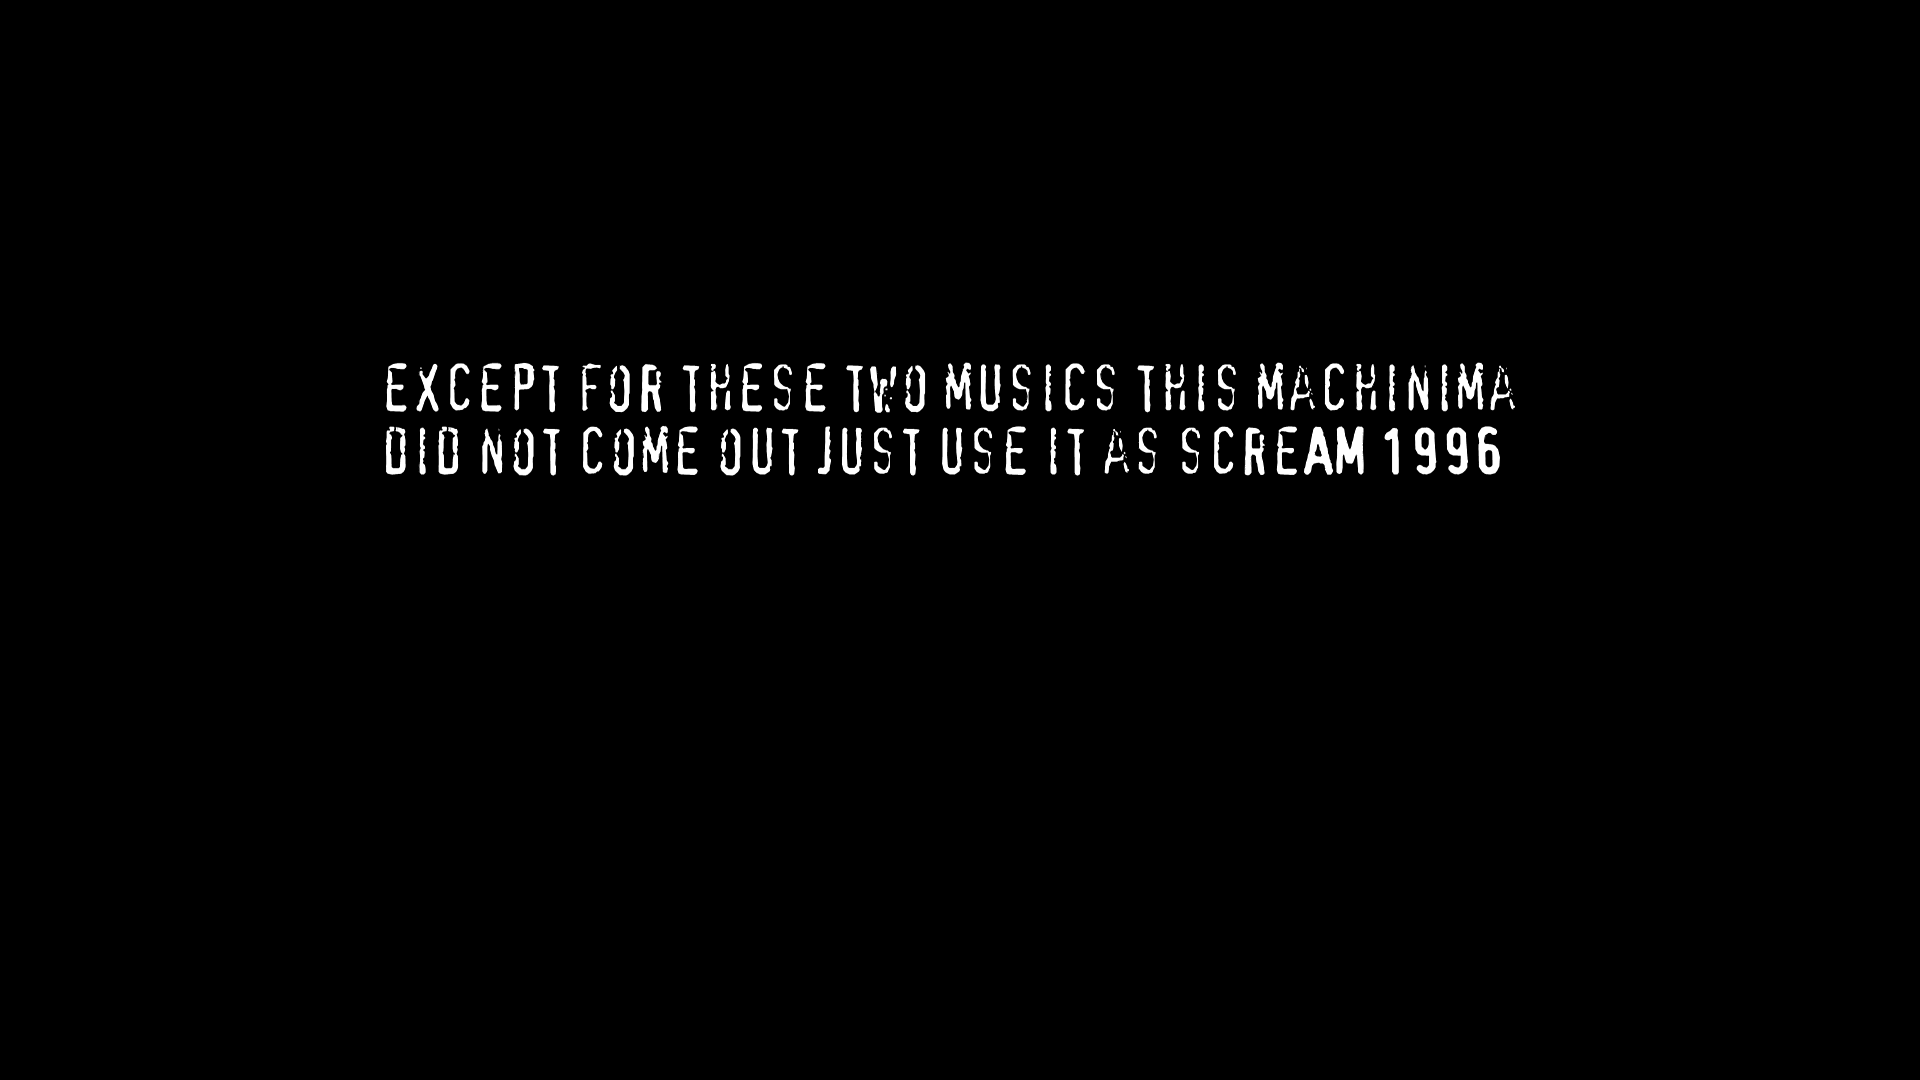 EXCEPT FOR THESE TWO MUSICS THIS MACHINIMA
DID NOT COME OUT JUST USE IT AS SCREAM 1996